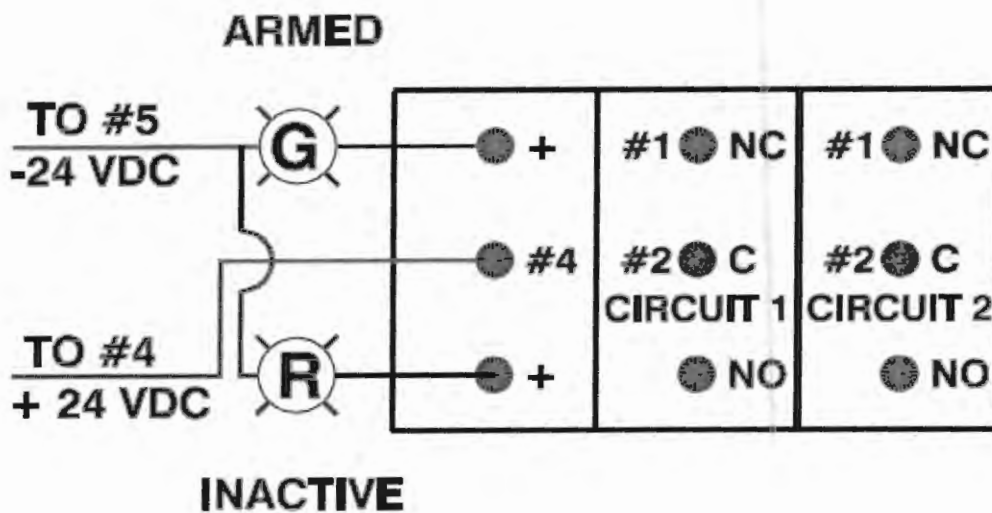 ARMED
TO #5
-24 VDC
G
+
#1 NC
#1 NC
#4
#2 C
#2 C
CIRCUIT 1
CIRCUIT 2
TO #4
+ 24 VDC
R
+
NO
NO
INACTIVE